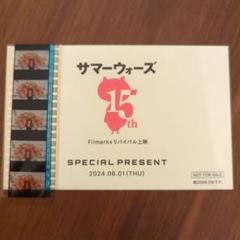 サマーウォーズ
15th
Filmarksリバイバル上映
SPECIAL PRESENT
2024.08.01(THU)
NOT FOR SALE